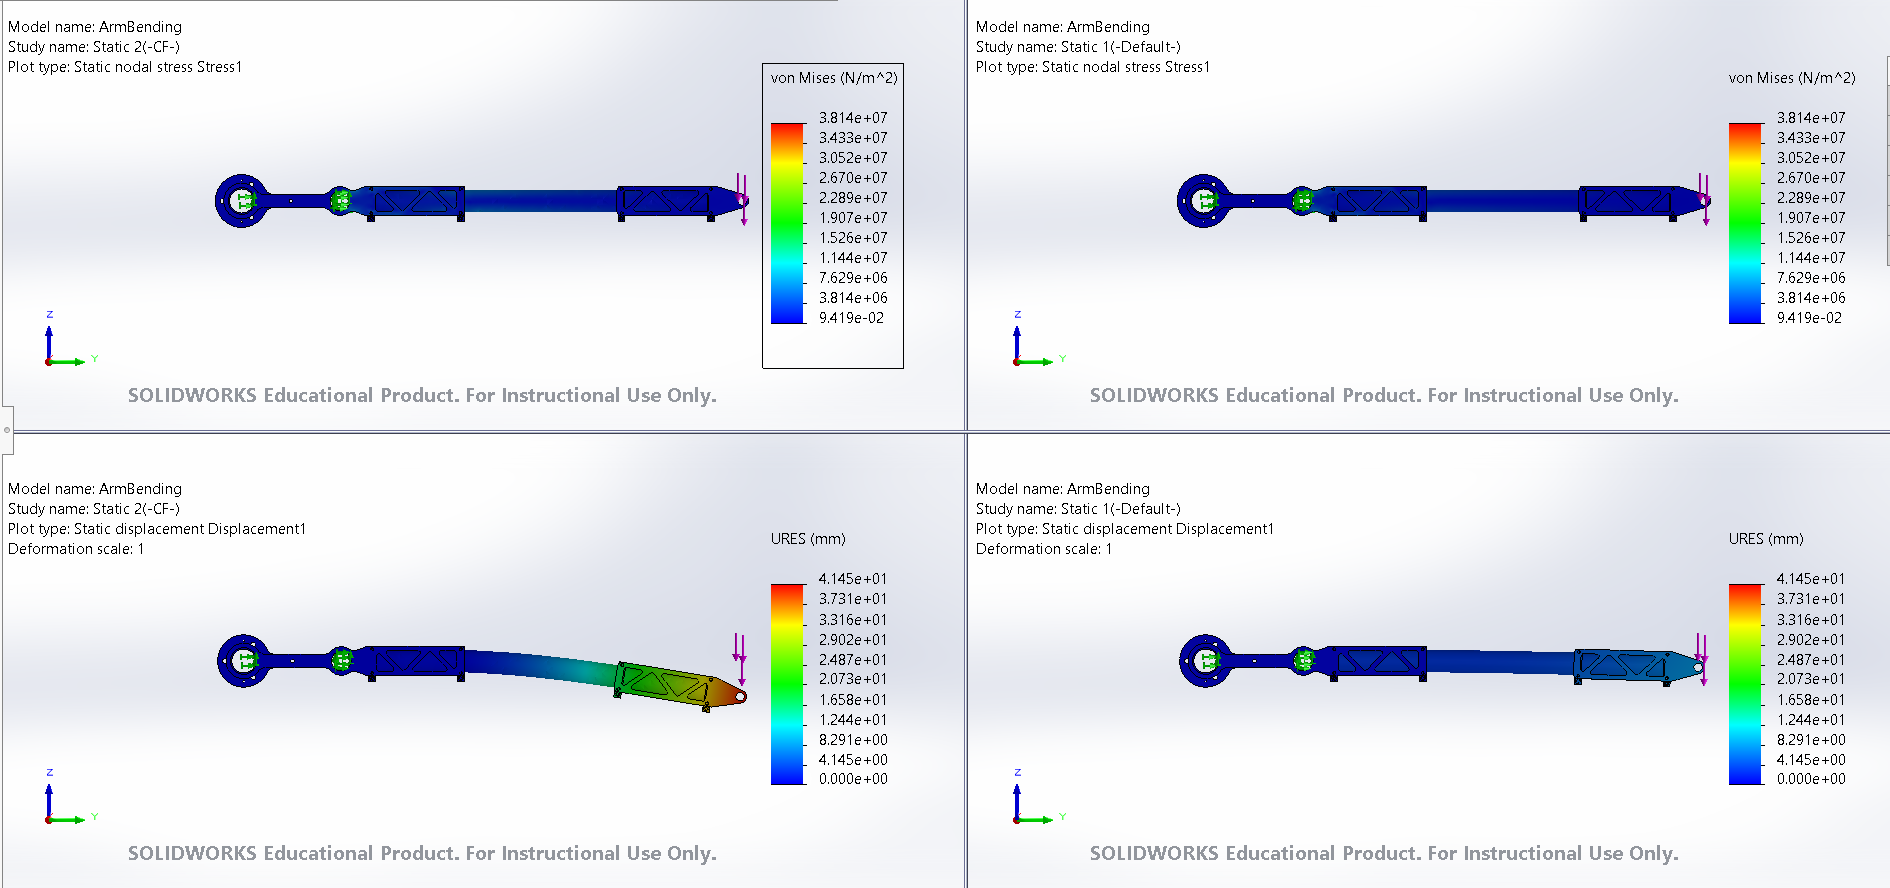 Model name: ArmBending
Study name: Static 2(-CF-)
Plot type: Static nodal stress Stress1
von Mises (N/m^2)
3.814e+07
3.433e+07
3.052e+07
2.670e+07
2.289e+07
1.907e+07
1.526e+07
1.144e+07
7.629e+06
3.814e+06
9.419e-02
Z
Y
SOLIDWORKS Educational Product. For Instructional Use Only.
Model name: ArmBending
Study name: Static 1(-Default-)
Plot type: Static nodal stress Stress1
von Mises (N/m^2)
3.814e+07
3.433e+07
3.052e+07
2.670e+07
2.289e+07
1.907e+07
1.526e+07
1.144e+07
7.629e+06
3.814e+06
9.419e-02
Z
Y
SOLIDWORKS Educational Product. For Instructional Use Only.
Model name: ArmBending
Study name: Static 2(-CF-)
Plot type: Static displacement Displacement1
Deformation scale: 1
URES (mm)
4.145e+01
3.731e+01
3.316e+01
2.902e+01
2.487e+01
2.073e+01
1.658e+01
1.244e+01
8.291e+00
4.145e+00
0.000e+00
Z
Y
SOLIDWORKS Educational Product. For Instructional Use Only.
Model name: ArmBending
Study name: Static 1(-Default-)
Plot type: Static displacement Displacement1
Deformation scale: 1
URES (mm)
4.145e+01
3.731e+01
3.316e+01
2.902e+01
2.487e+01
2.073e+01
1.658e+01
1.244e+01
8.291e+00
4.145e+00
0.000e+00
Z
Y
SOLIDWORKS Educational Product. For Instructional Use Only.